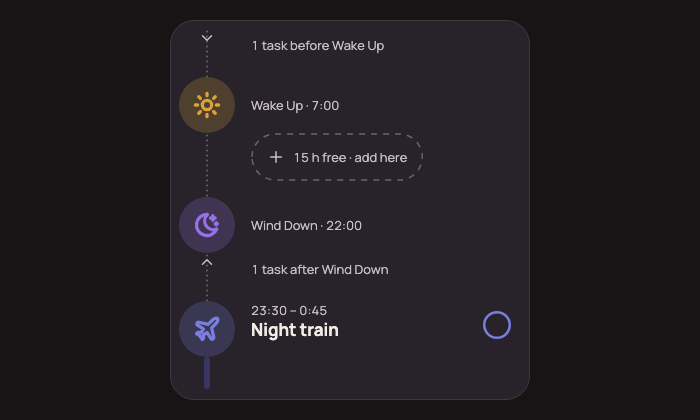 1 task before Wake Up
Wake Up · 7:00
15 h free · add here
Wind Down · 22:00
1 task after Wind Down
23:30 – 0:45
Night train